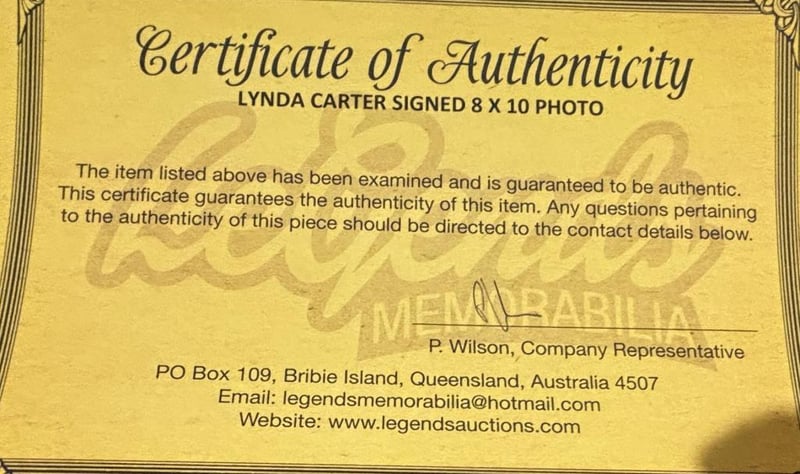 Certificate of Authenticity
LYNDA CARTER SIGNED 8 X 10 PHOTO
The item listed above has been examined and is guaranteed to be authentic.
This certificate guarantees the authenticity of this item. Any questions pertaining
to the authenticity of this piece should be directed to the contact details below.
Legends
MEMORABILIA
P. Wilson, Company Representative
PO Box 109, Bribie Island, Queensland, Australia 4507
Email: legendsmemorabilia@hotmail.com
Website: www.legendsauctions.com